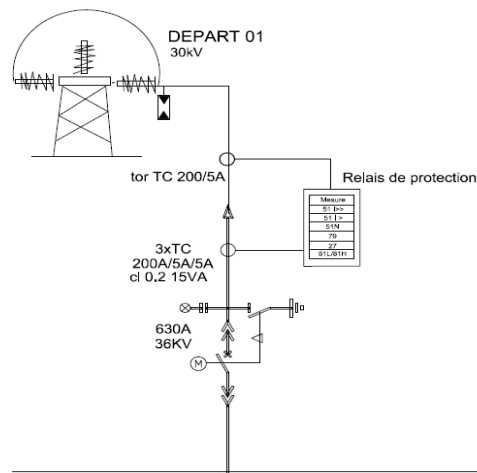 DEPART 01
30kV
tor TC 200/5A
Relais de protection
Mesure
51 I>>
51 I >
51N
79
27
81L/81H
3xTC
200A/5A/5A
cl 0.2 15VA
630A
36KV
M